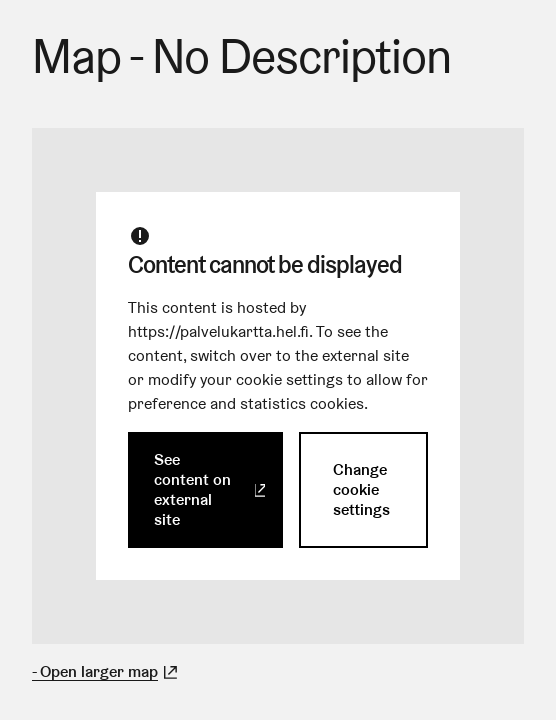 Map - No Description
Content cannot be displayed
This content is hosted by
https://palvelukartta.hel.fi. To see the
content, switch over to the external site
or modify your cookie settings to allow for
preference and statistics cookies.
See
content on
external
site
Change
cookie
settings
- Open larger map